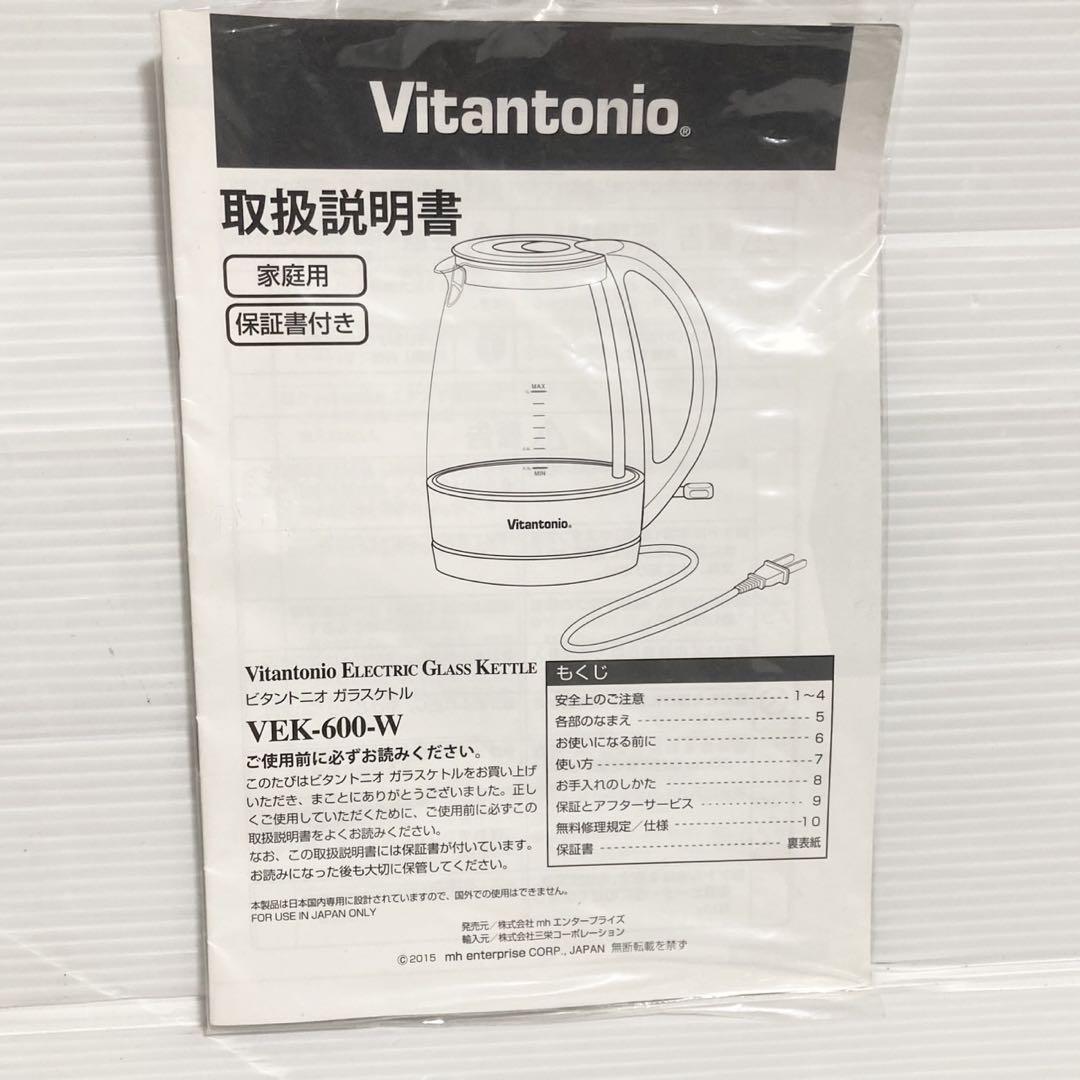 Vitantonio®
取扱説明書
家庭用
保証書付き
MAX
MIN
Vitantonio®
Vitantonio ELECTRIC GLASS KETTLE
ビタントニオ ガラスケトル
VEK-600-W
ご使用前に必ずお読みください。
このたびはビタントニオ ガラスケトルをお買い上げ
いただき、まことにありがとうございました。正し
くご使用していただくために、ご使用前に必ずこの
取扱説明書をよくお読みください。
なお、この取扱説明書には保証書が付いています。
お読みになった後も大切に保管してください。
もくじ
安全上のご注意 1～4
各部のなまえ 5
お使いになる前に 6
使い方 7
お手入れのしかた 8
保証とアフターサービス 9
無料修理規定／仕様 10
保証書 裏表紙
本製品は日本国内専用に設計されていますので、国外での使用はできません。
FOR USE IN JAPAN ONLY
発売元／株式会社 mh エンタープライズ
輸入元／株式会社三栄コーポレーション
©2015 mh enterprise CORP., JAPAN 無断転載を禁ず